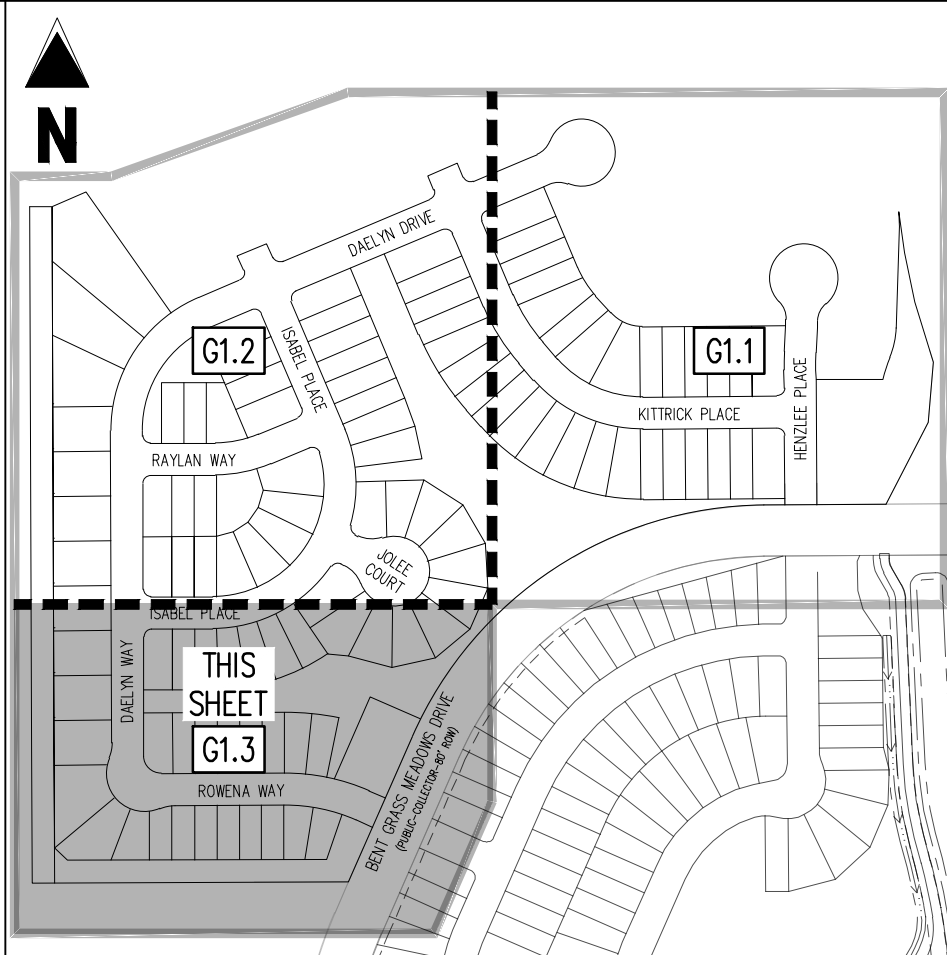 N
DAELYN DRIVE
G1.2
ISABEL PLACE
G1.1
HENZLEE PLACE
KITTRICK PLACE
RAYLAN WAY
JOLEE
COURT
ISABEL PLACE
DAELYN WAY
THIS
SHEET
G1.3
ROWENA WAY
BENT GRASS MEADOWS DRIVE
(PUBLIC-COLLECTOR-80' ROW)